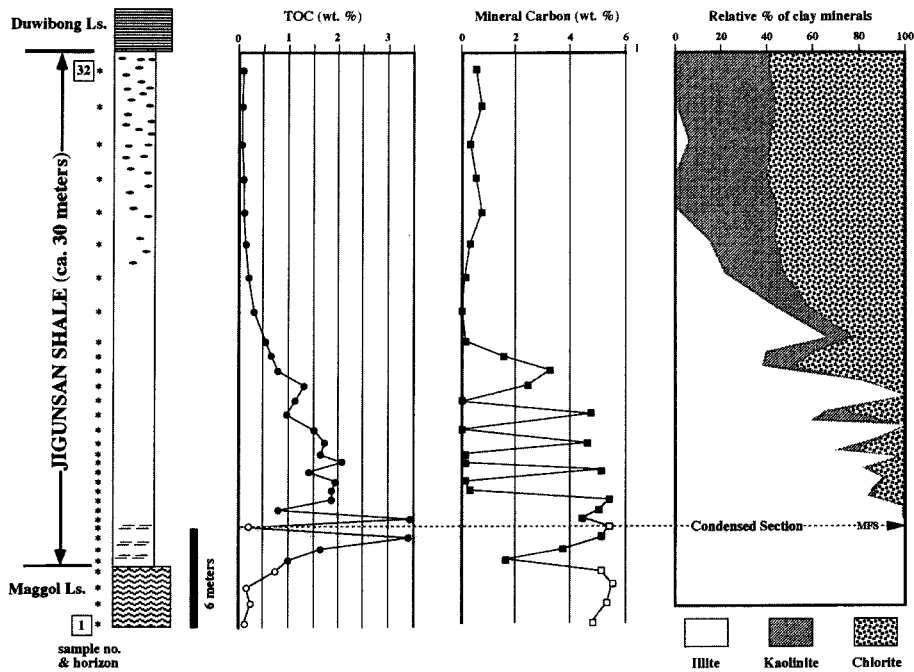 Duwibong Ls.
TOC (wt. %)
Mineral Carbon (wt. %)
Relative % of clay minerals
0 1 2 3
0 2 4 6
0 20 40 60 80 100
32
JIGUNSAN SHALE (ca. 30 meters)
Condensed Section
MFS
6 meters
Maggol Ls.
1
sample no.
& horizon
Illite
Kaolinite
Chlorite